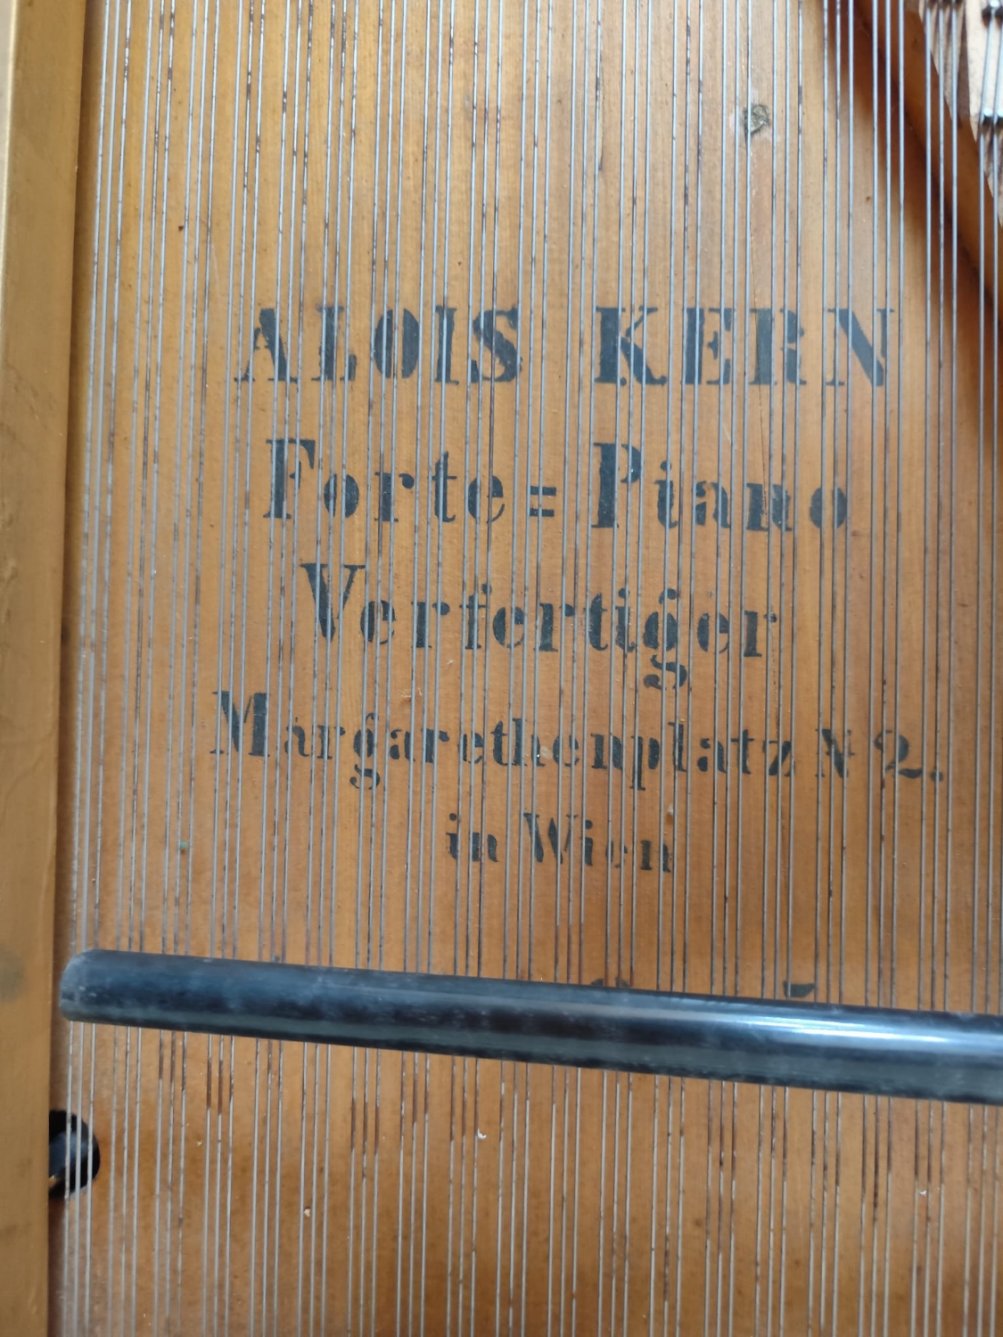 ALOIS KERN
Forte=Piano
Verfertiger
Margarethenplatz N 2.
in Wien